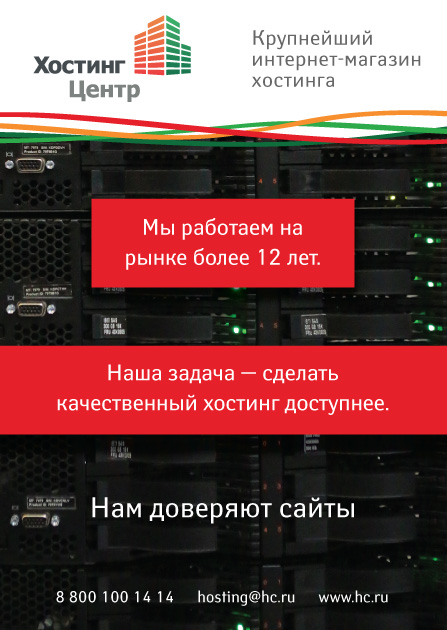 Хостинг
Центр
Крупнейший
интернет-магазин
хостинга
Мы работаем на
рынке более 12 лет.
Наша задача — сделать
качественный хостинг доступнее.
Нам доверяют сайты
8 800 100 14 14 hosting@hc.ru www.hc.ru